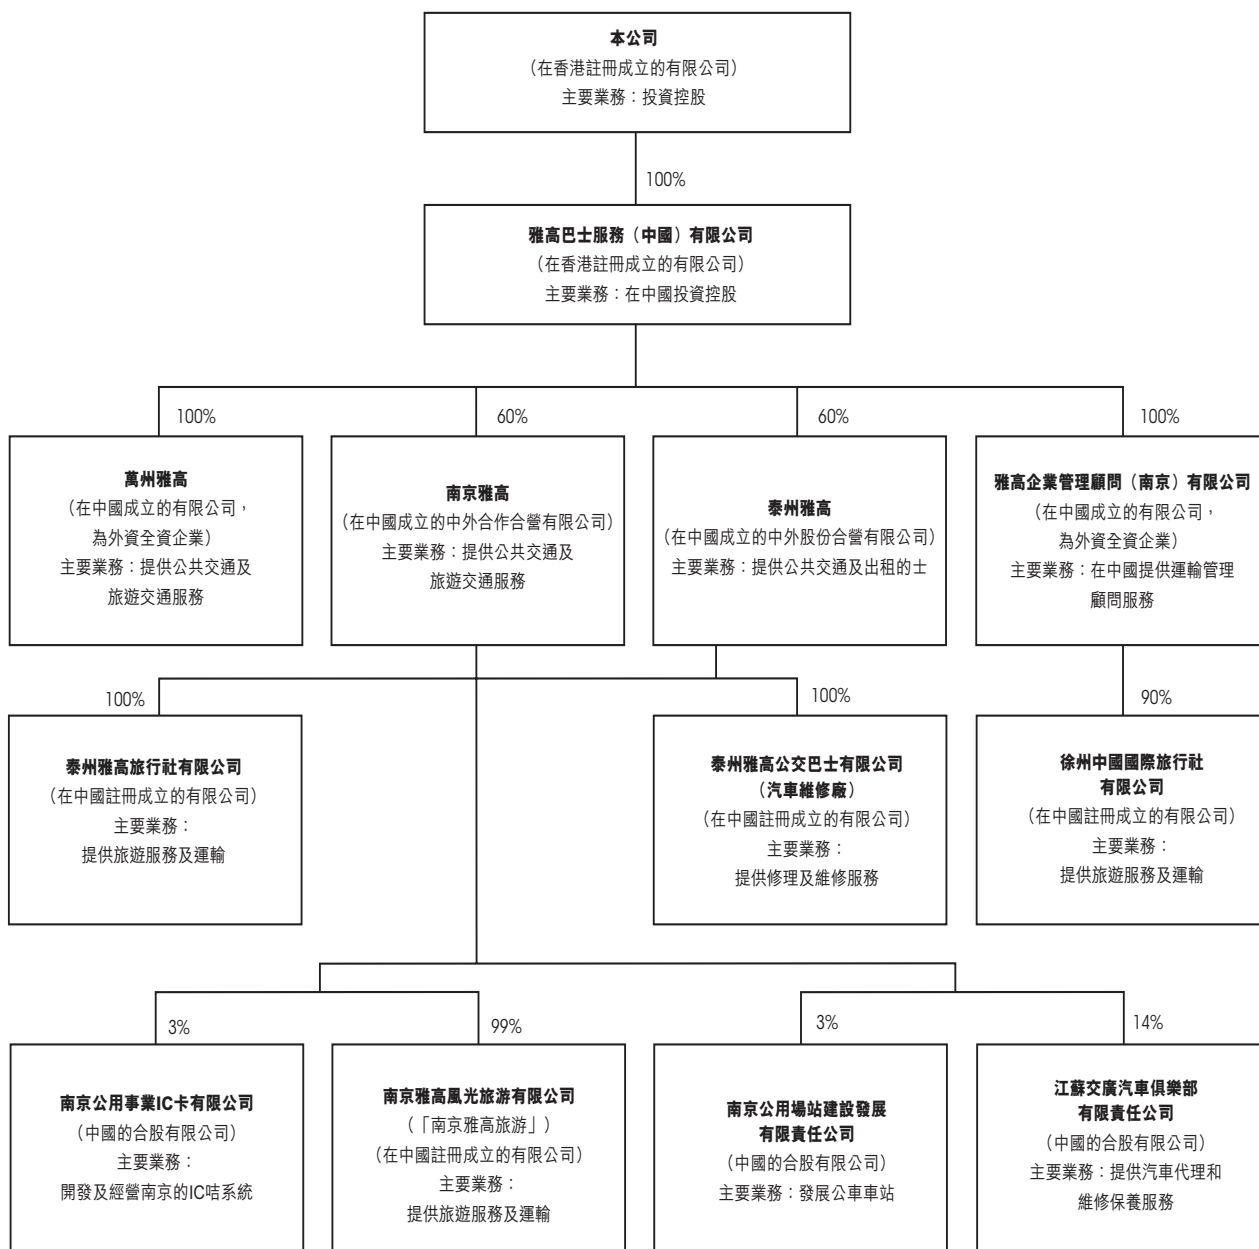 本公司
（在香港註冊成立的有限公司）
主要業務：投資控股
100%
雅高巴士服務（中國）有限公司
（在香港註冊成立的有限公司）
主要業務：在中國投資控股
100%
60%
60%
100%
萬州雅高
（在中國成立的有限公司，
為外資全資企業）
主要業務：提供公共交通及
旅遊交通服務
南京雅高
（在中國成立的中外合作合營有限公司）
主要業務：提供公共交通及
旅遊交通服務
泰州雅高
（在中國成立的中外股份合營有限公司）
主要業務：提供公共交通及出租的士
雅高企業管理顧問（南京）有限公司
（在中國成立的有限公司，
為外資全資企業）
主要業務：在中國提供運輸管理
顧問服務
100%
100%
90%
泰州雅高旅行社有限公司
（在中國註冊成立的有限公司）
主要業務：
提供旅遊服務及運輸
泰州雅高公交巴士有限公司
（汽車維修廠）
（在中國註冊成立的有限公司）
主要業務：
提供修理及維修服務
徐州中國國際旅行社
有限公司
（在中國註冊成立的有限公司）
主要業務：
提供旅遊服務及運輸
3%
99%
3%
14%
南京公用事業IC卡有限公司
（中國的合股有限公司）
主要業務：
開發及經營南京的IC咭系統
南京雅高風光旅游有限公司
（「南京雅高旅游」）
（在中國註冊成立的有限公司）
主要業務：
提供旅遊服務及運輸
南京公用場站建設發展
有限責任公司
（中國的合股有限公司）
主要業務：發展公車車站
江蘇交廣汽車俱樂部
有限責任公司
（中國的合股有限公司）
主要業務：提供汽車代理和
維修保養服務